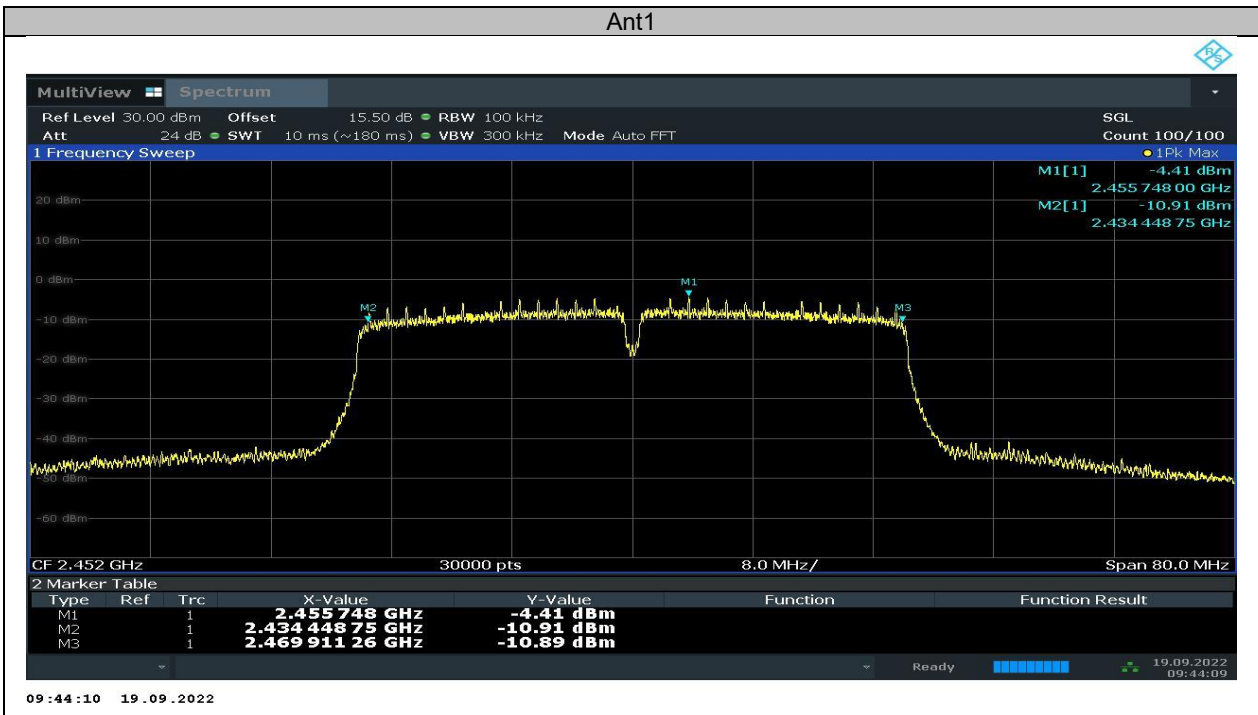 Ant1
R&S
MultiView Spectrum
Ref Level 30.00 dBm Offset 15.50 dB RBW 100 kHz SGL
Att 24 dB SWT 10 ms (~180 ms) VBW 300 kHz Mode Auto FFT Count 100/100
1 Frequency Sweep 1Pk Max
M1[1] -4.41 dBm
2.455 748 00 GHz
20 dBm
M2[1] -10.91 dBm
2.434 448 75 GHz
10 dBm
0 dBm
M1
M2 M3
-10 dBm
-20 dBm
-30 dBm
-40 dBm
-50 dBm
-60 dBm
CF 2.452 GHz 30000 pts 8.0 MHz/ Span 80.0 MHz
2 Marker Table
Type Ref Trc X-Value Y-Value Function Function Result
M1 1 2.455 748 GHz -4.41 dBm
M2 1 2.434 448 75 GHz -10.91 dBm
M3 1 2.469 911 26 GHz -10.89 dBm
Ready 19.09.2022
09:44:09
09:44:10 19.09.2022